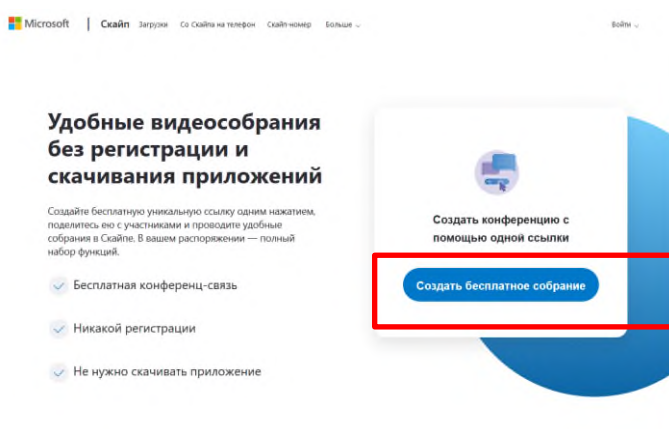 Microsoft | Скайп Загрузки Со Скайпа на телефон Скайп-номер Больше Войти
Удобные видеособрания
без регистрации и
скачивания приложений
Создайте бесплатную уникальную ссылку одним нажатием,
поделитесь ею с участниками и проводите удобные
собрания в Скайпе. В вашем распоряжении — полный
набор функций.
Бесплатная конференц-связь
Никакой регистрации
Не нужно скачивать приложение
Создать конференцию с
помощью одной ссылки
Создать бесплатное собрание